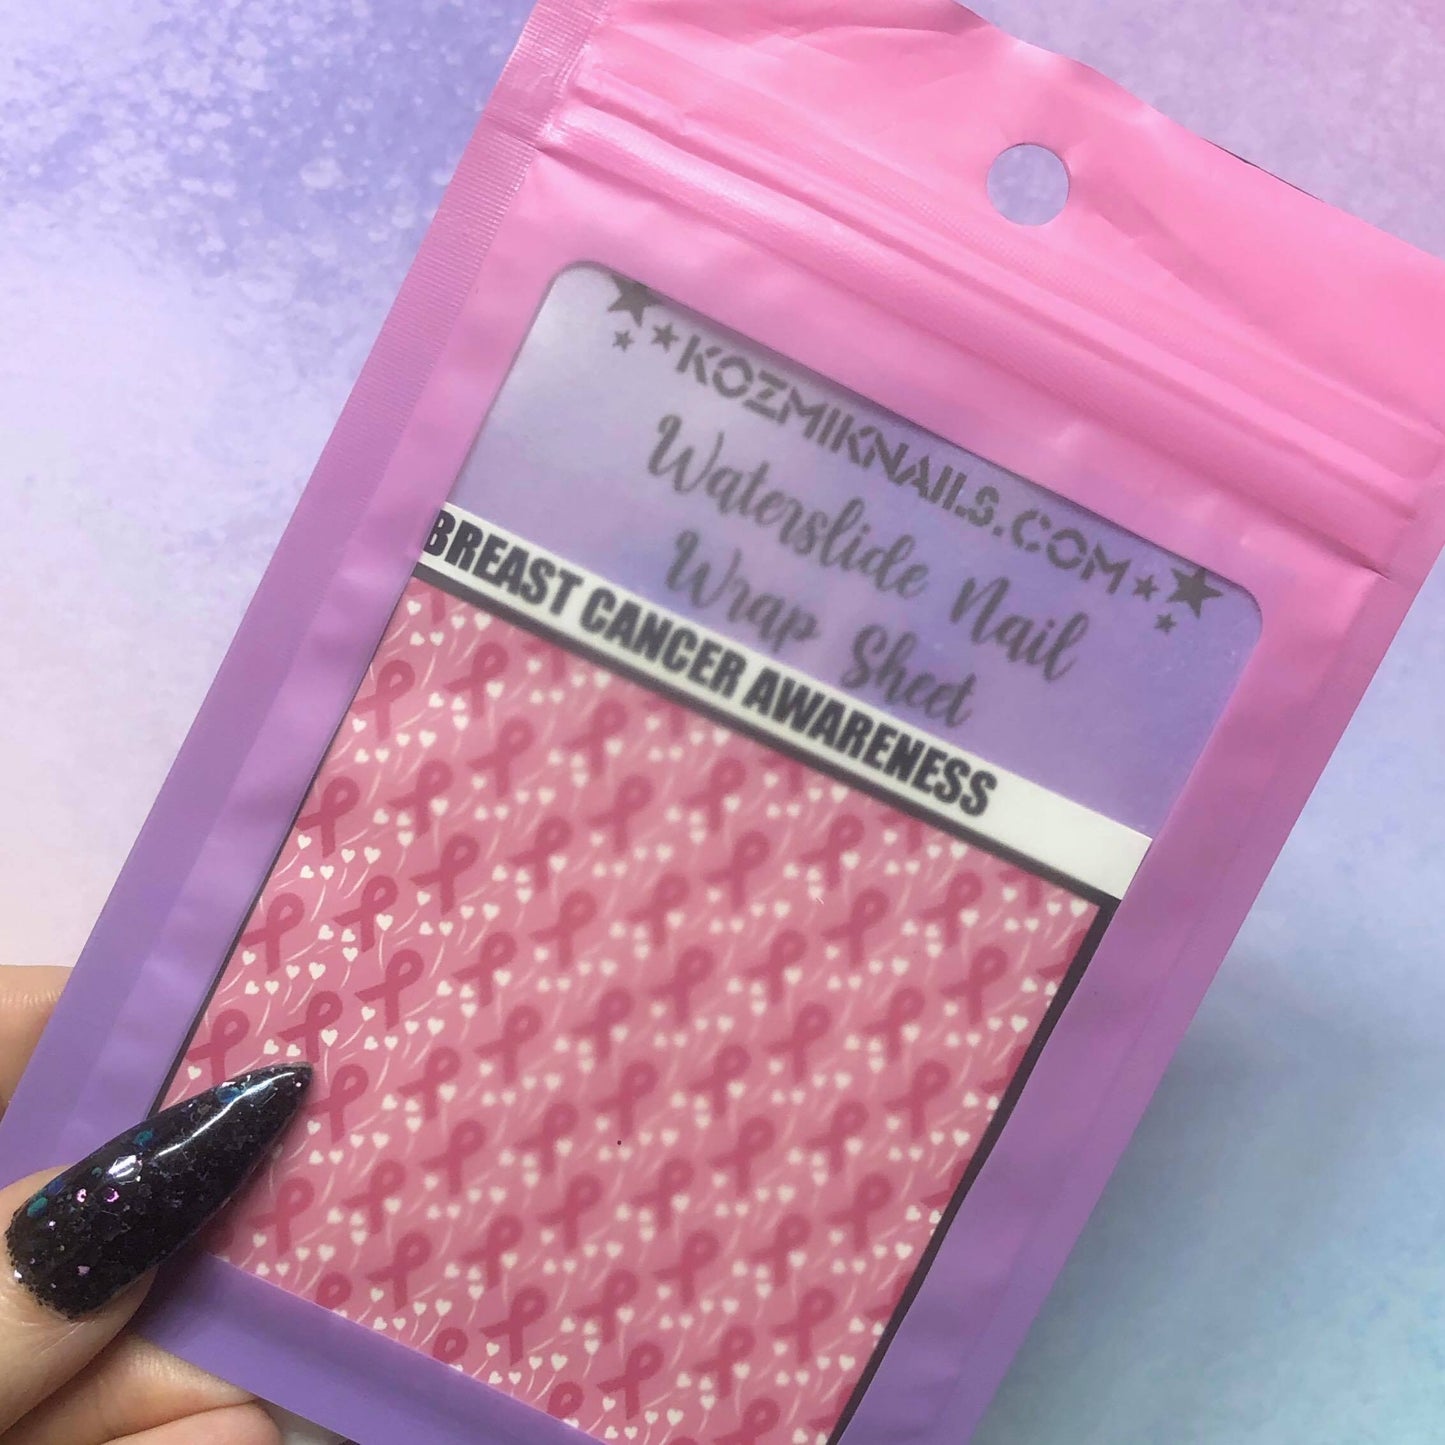 KOZMIKNAILS.COM
Waterslide Nail
Wrap Sheet
BREAST CANCER AWARENESS